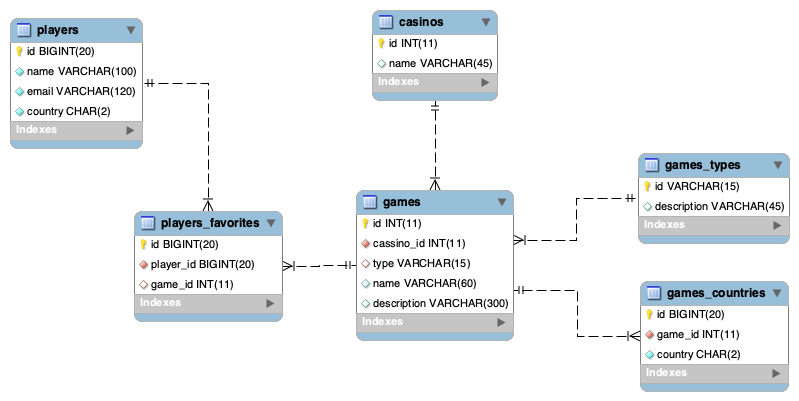 players
id BIGINT(20)
name VARCHAR(100)
email VARCHAR(120)
country CHAR(2)
Indexes
casinos
id INT(11)
name VARCHAR(45)
Indexes
players_favorites
id BIGINT(20)
player_id BIGINT(20)
game_id INT(11)
Indexes
games
id INT(11)
cassino_id INT(11)
type VARCHAR(15)
name VARCHAR(60)
description VARCHAR(300)
Indexes
games_types
id VARCHAR(15)
description VARCHAR(45)
Indexes
games_countries
id BIGINT(20)
game_id INT(11)
country CHAR(2)
Indexes